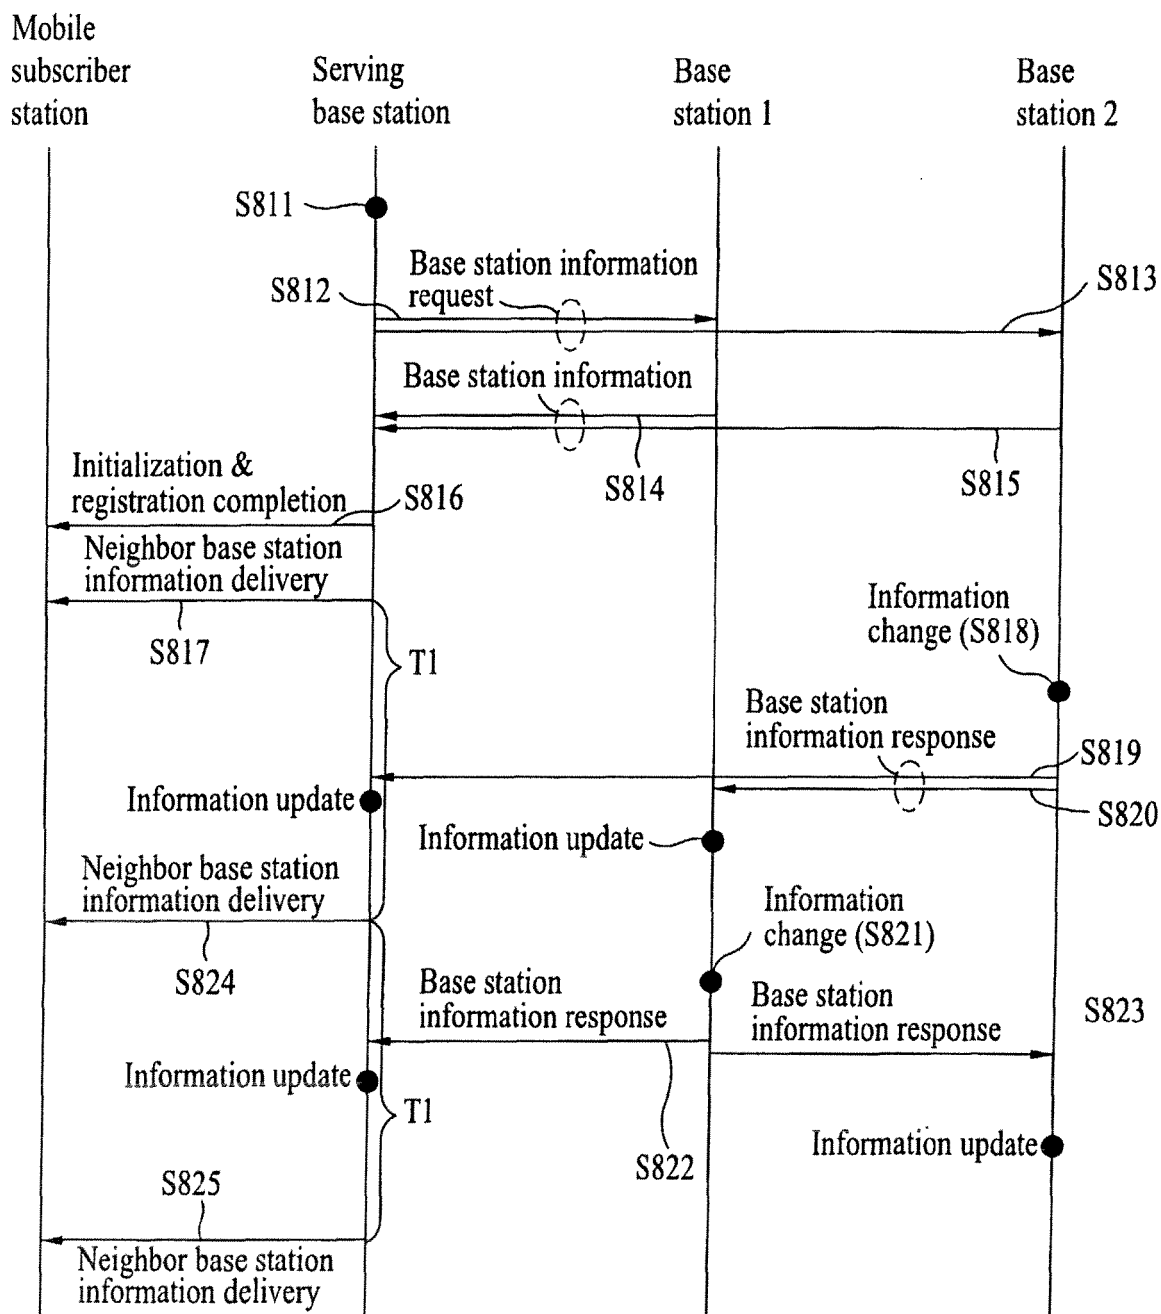 Mobile
subscriber
station
Serving
base station
Base
station 1
Base
station 2
S811
Base station information
request
S812
S813
Base station information
S814
S815
Initialization &
registration completion
S816
Neighbor base station
information delivery
S817
T1
Information
change (S818)
Base station
information response
S819
S820
Information update
Information update
Neighbor base station
information delivery
S824
Information
change (S821)
Base station
information response
Base station
information response
S823
Information update
T1
S822
Information update
S825
Neighbor base station
information delivery